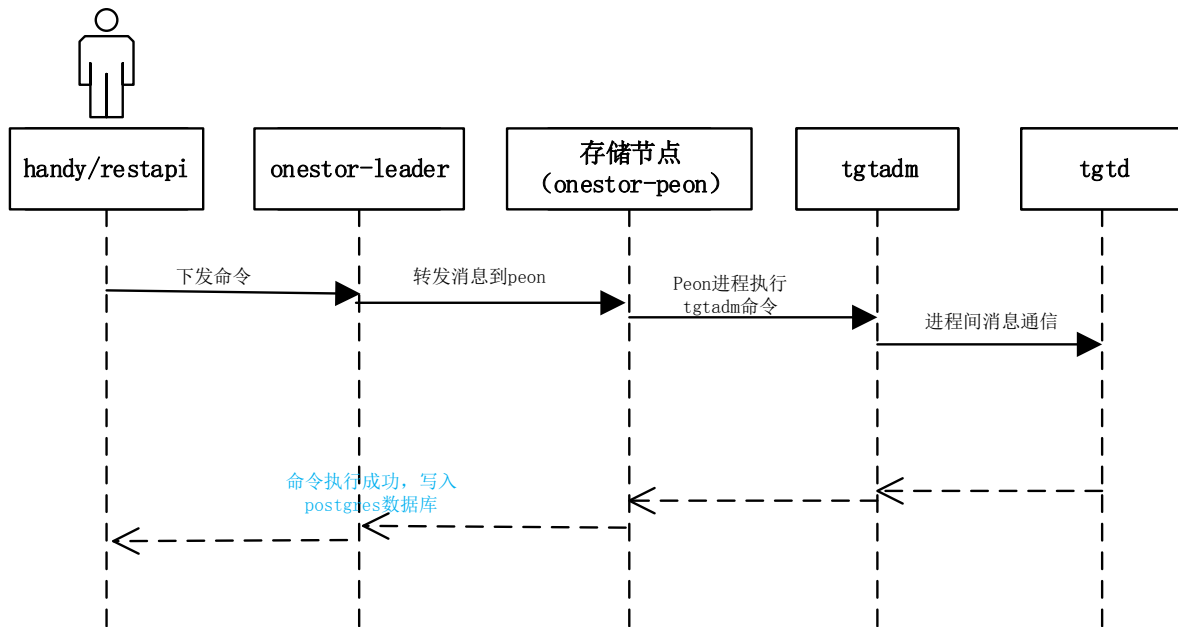 handy/restapi
onestor-leader
存储节点
（onestor-peon）
tgtadm
tgtd
下发命令
转发消息到peon
Peon进程执行
tgtadm命令
进程间消息通信
命令执行成功，写入
postgres数据库